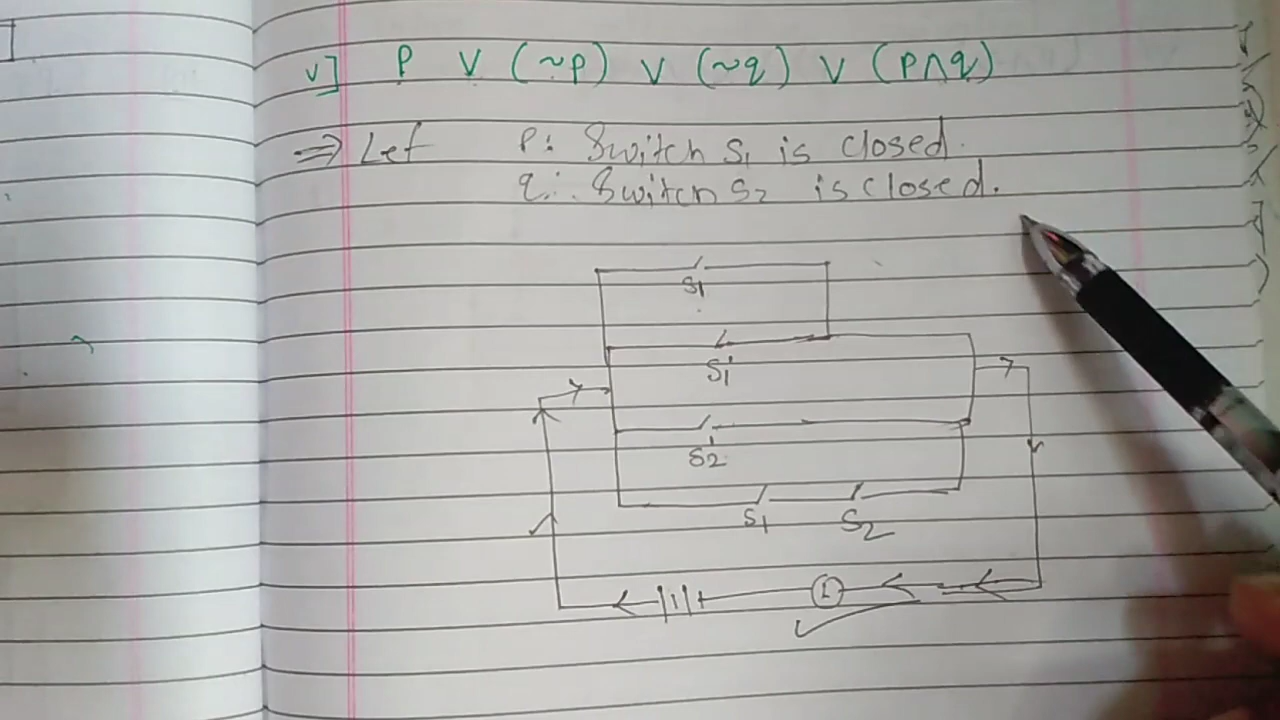 v] p ∨ (~p) ∨ (~q) ∨ (p∧q)
⇒ Let p: Switch S₁ is closed.
q: Switch S₂ is closed.
S₁
S₁'
S₂'
S₁ S₂
L